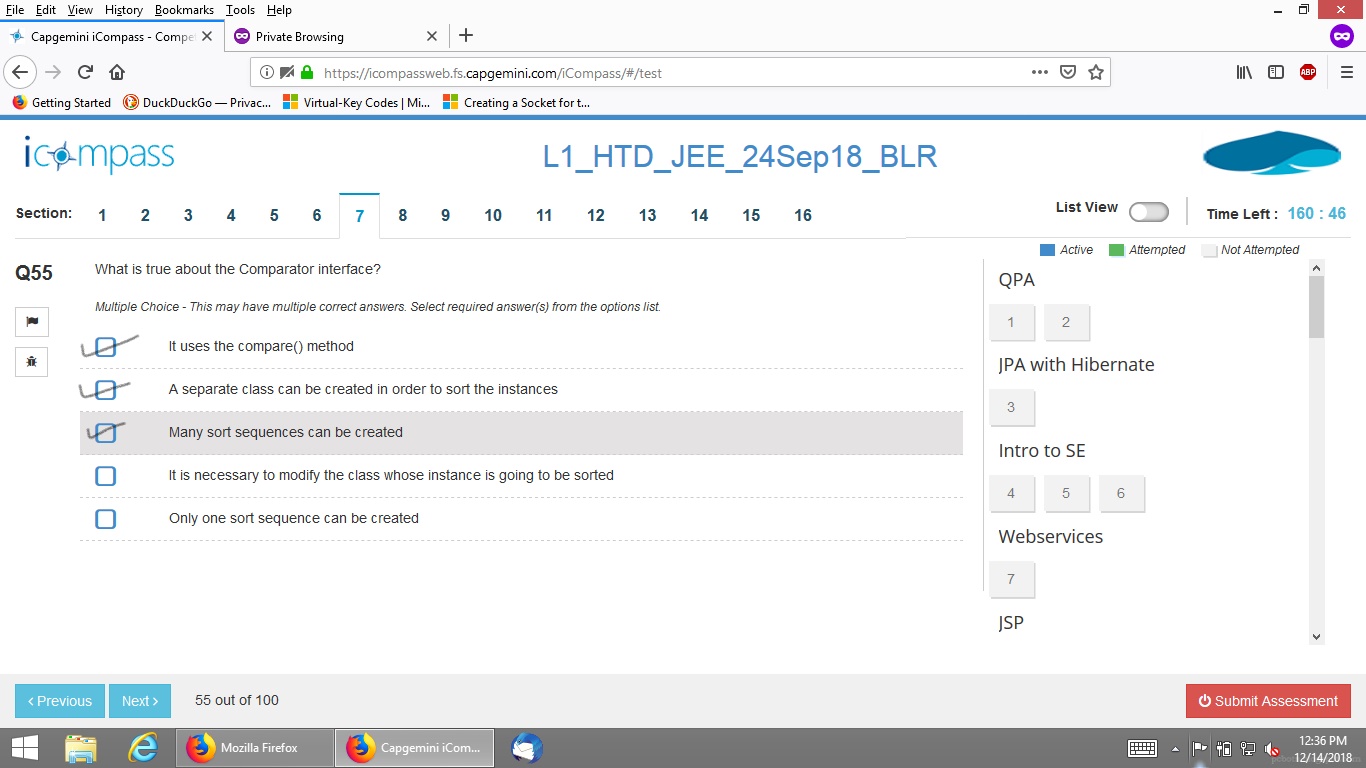 File Edit View History Bookmarks Tools Help
Capgemini iCompass - Compe
Private Browsing
https://icompassweb.fs.capgemini.com/iCompass/#/test
ABP
Getting Started
DuckDuckGo — Privac...
Virtual-Key Codes | Mi...
Creating a Socket for t...
icompass
L1_HTD_JEE_24Sep18_BLR
Section: 1 2 3 4 5 6 7 8 9 10 11 12 13 14 15 16
List View
Time Left : 160 : 46
Active Attempted Not Attempted
Q55
What is true about the Comparator interface?
Multiple Choice - This may have multiple correct answers. Select required answer(s) from the options list.
It uses the compare() method
A separate class can be created in order to sort the instances
Many sort sequences can be created
It is necessary to modify the class whose instance is going to be sorted
Only one sort sequence can be created
QPA
1 2
JPA with Hibernate
3
Intro to SE
4 5 6
Webservices
7
JSP
Previous
Next
55 out of 100
Submit Assessment
Mozilla Firefox
Capgemini iCom...
12:36 PM
12/14/2018